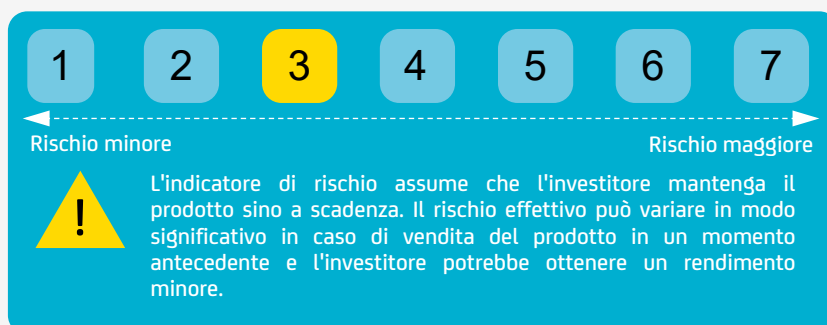 1 2 3 4 5 6 7
Rischio minore Rischio maggiore
!
L'indicatore di rischio assume che l'investitore mantenga il
prodotto sino a scadenza. Il rischio effettivo può variare in modo
significativo in caso di vendita del prodotto in un momento
antecedente e l'investitore potrebbe ottenere un rendimento
minore.